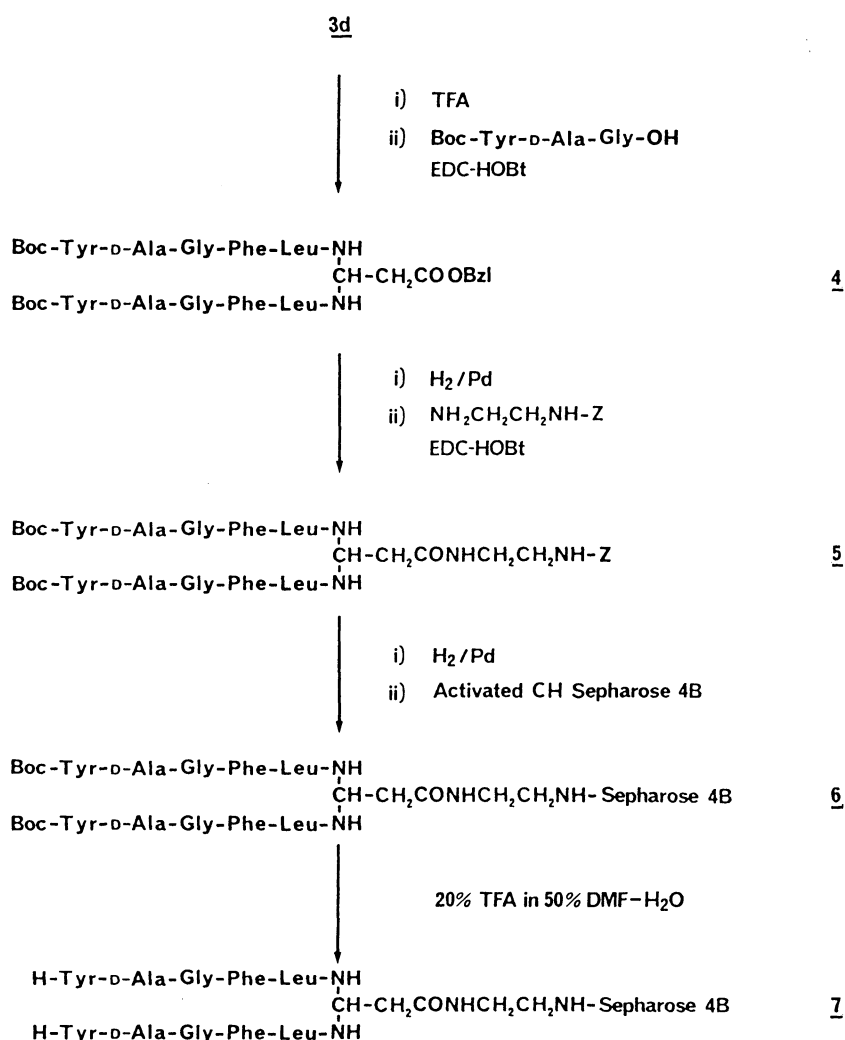 3d
i) TFA
ii) Boc-Tyr-D-Ala-Gly-OH
EDC-HOBt
Boc-Tyr-D-Ala-Gly-Phe-Leu-NH
CH-CH₂COOBzl 4
Boc-Tyr-D-Ala-Gly-Phe-Leu-NH
i) H₂/Pd
ii) NH₂CH₂CH₂NH-Z
EDC-HOBt
Boc-Tyr-D-Ala-Gly-Phe-Leu-NH
CH-CH₂CONHCH₂CH₂NH-Z 5
Boc-Tyr-D-Ala-Gly-Phe-Leu-NH
i) H₂/Pd
ii) Activated CH Sepharose 4B
Boc-Tyr-D-Ala-Gly-Phe-Leu-NH
CH-CH₂CONHCH₂CH₂NH-Sepharose 4B 6
Boc-Tyr-D-Ala-Gly-Phe-Leu-NH
20% TFA in 50% DMF-H₂O
H-Tyr-D-Ala-Gly-Phe-Leu-NH
CH-CH₂CONHCH₂CH₂NH-Sepharose 4B 7
H-Tyr-D-Ala-Gly-Phe-Leu-NH